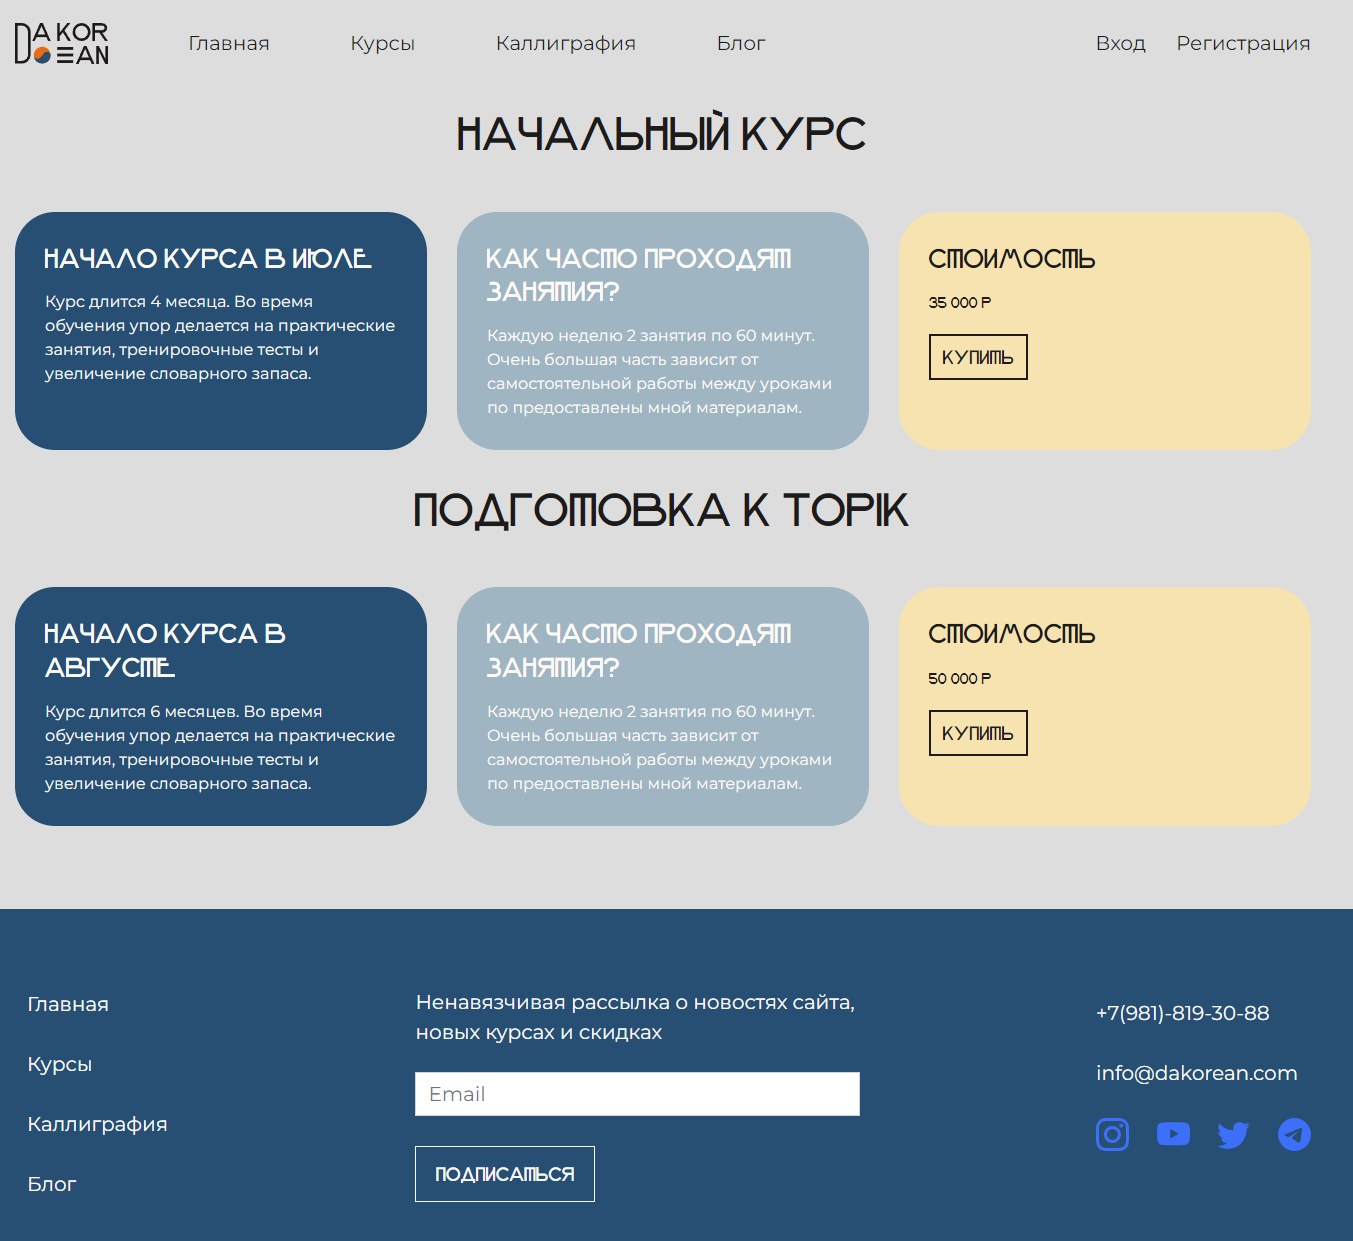 DA KOR
EAN
Главная Курсы Каллиграфия Блог Вход Регистрация
НАЧАЛЬНЫЙ КУРС
НАЧАЛО КУРСА В ИЮЛЕ
Курс длится 4 месяца. Во время
обучения упор делается на практические
занятия, тренировочные тесты и
увеличение словарного запаса.
КАК ЧАСТО ПРОХОДЯТ
ЗАНЯТИЯ?
Каждую неделю 2 занятия по 60 минут.
Очень большая часть зависит от
самостоятельной работы между уроками
по предоставлены мной материалам.
СТОИМОСТЬ
35 000 Р
КУПИТЬ
ПОДГОТОВКА К TOPIK
НАЧАЛО КУРСА В
АВГУСТЕ
Курс длится 6 месяцев. Во время
обучения упор делается на практические
занятия, тренировочные тесты и
увеличение словарного запаса.
КАК ЧАСТО ПРОХОДЯТ
ЗАНЯТИЯ?
Каждую неделю 2 занятия по 60 минут.
Очень большая часть зависит от
самостоятельной работы между уроками
по предоставлены мной материалам.
СТОИМОСТЬ
50 000 Р
КУПИТЬ
Главная
Курсы
Каллиграфия
Блог
Ненавязчивая рассылка о новостях сайта,
новых курсах и скидках
Email
ПОДПИСАТЬСЯ
+7(981)-819-30-88
info@dakorean.com